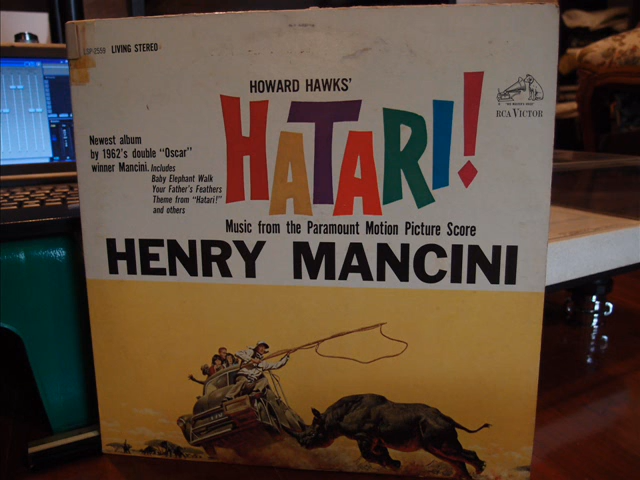 LSP-2559 LIVING STEREO
HOWARD HAWKS'
HATARI!
RCA VICTOR
Newest album
by 1962's double "Oscar"
winner Mancini. Includes
Baby Elephant Walk
Your Father's Feathers
Theme from "Hatari!"
and others
Music from the Paramount Motion Picture Score
HENRY MANCINI